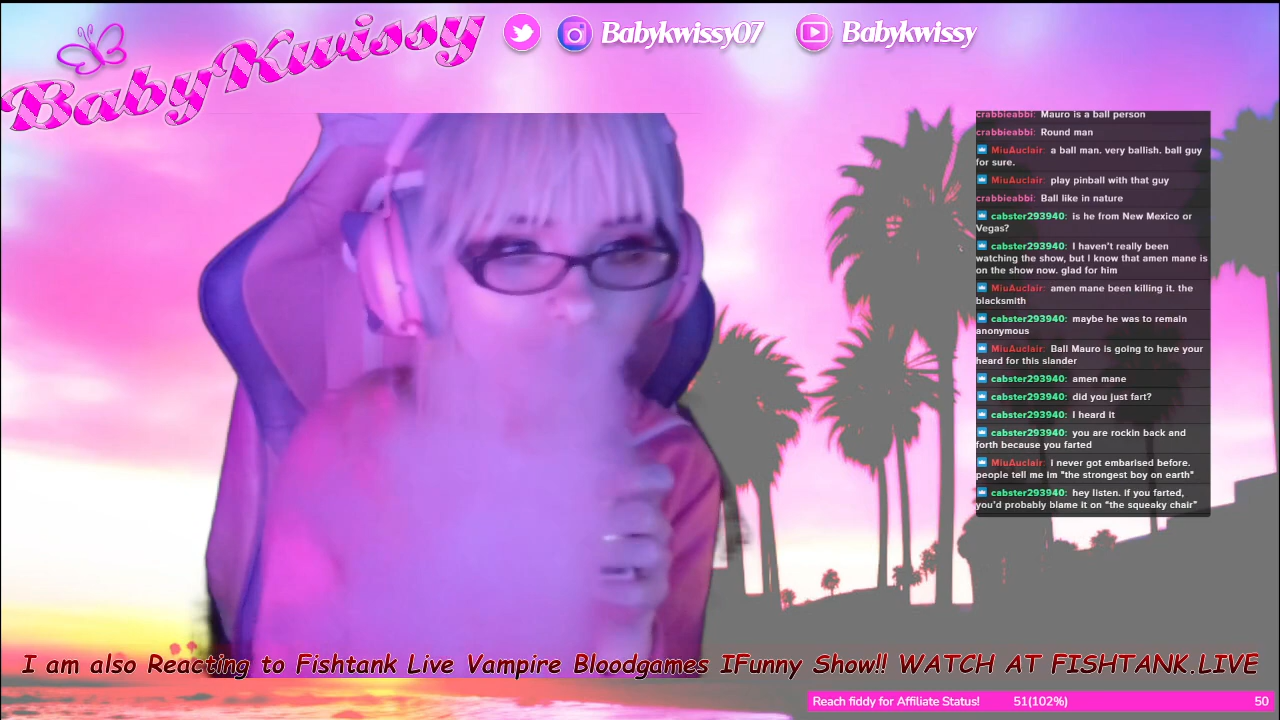 BabyKwissy
Babykwissy07
Babykwissy
crabbieabbi: Mauro is a ball person
crabbieabbi: Round man
MiuAuclair: a ball man. very ballish. ball guy
for sure.
MiuAuclair: play pinball with that guy
crabbieabbi: Ball like in nature
cabster293940: is he from New Mexico or
Vegas?
cabster293940: I haven't really been
watching the show, but I know that amen mane is
on the show now. glad for him
MiuAuclair: amen mane been killing it. the
blacksmith
cabster293940: maybe he was to remain
anonymous
MiuAuclair: Ball Mauro is going to have your
heard for this slander
cabster293940: amen mane
cabster293940: did you just fart?
cabster293940: I heard it
cabster293940: you are rockin back and
forth because you farted
MiuAuclair: I never got embarised before.
people tell me im "the strongest boy on earth"
cabster293940: hey listen. if you farted,
you'd probably blame it on "the squeaky chair"
I am also Reacting to Fishtank Live Vampire Bloodgames IFunny Show!! WATCH AT FISHTANK.LIVE
Reach fiddy for Affiliate Status! 51(102%) 50